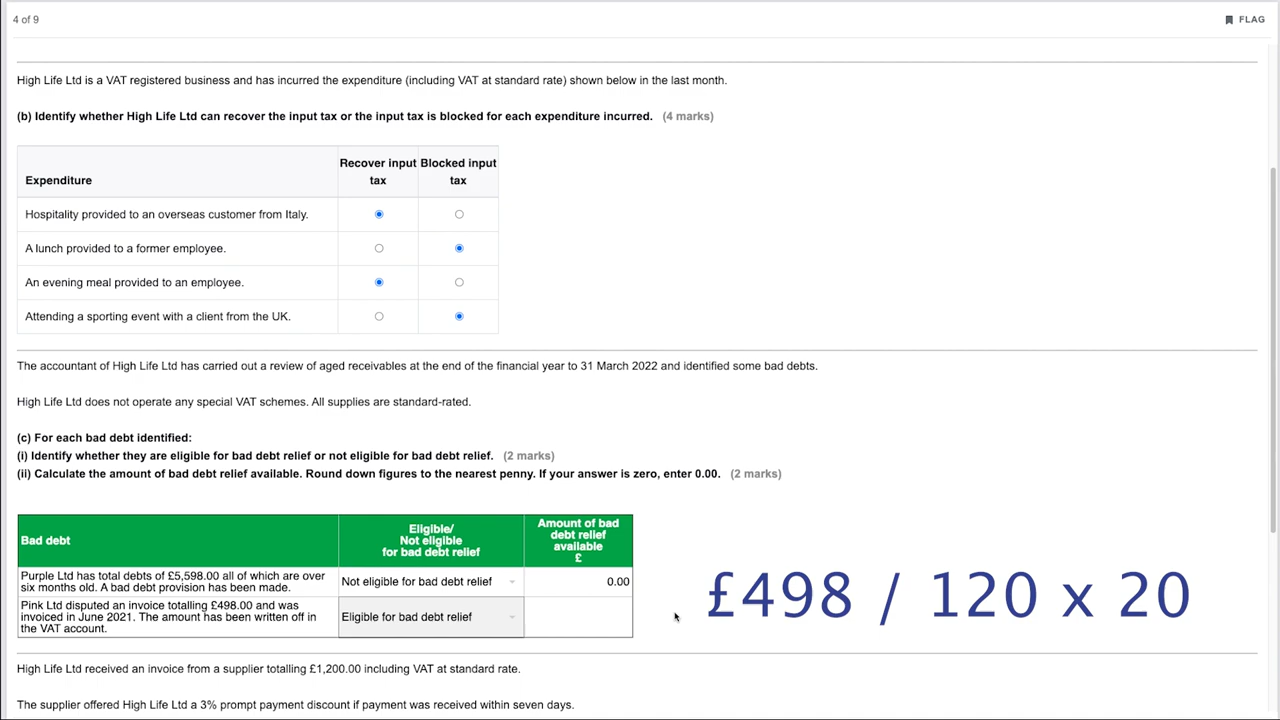 4 of 9
FLAG
High Life Ltd is a VAT registered business and has incurred the expenditure (including VAT at standard rate) shown below in the last month.
(b) Identify whether High Life Ltd can recover the input tax or the input tax is blocked for each expenditure incurred. (4 marks)
Expenditure
Recover input tax
Blocked input tax
Hospitality provided to an overseas customer from Italy.
A lunch provided to a former employee.
An evening meal provided to an employee.
Attending a sporting event with a client from the UK.
The accountant of High Life Ltd has carried out a review of aged receivables at the end of the financial year to 31 March 2022 and identified some bad debts.
High Life Ltd does not operate any special VAT schemes. All supplies are standard-rated.
(c) For each bad debt identified:
(i) Identify whether they are eligible for bad debt relief or not eligible for bad debt relief. (2 marks)
(ii) Calculate the amount of bad debt relief available. Round down figures to the nearest penny. If your answer is zero, enter 0.00. (2 marks)
Bad debt
Eligible/
Not eligible
for bad debt relief
Amount of bad
debt relief
available
£
Purple Ltd has total debts of £5,598.00 all of which are over
six months old. A bad debt provision has been made.
Not eligible for bad debt relief
0.00
Pink Ltd disputed an invoice totalling £498.00 and was
invoiced in June 2021. The amount has been written off in
the VAT account.
Eligible for bad debt relief
£498 / 120 x 20
High Life Ltd received an invoice from a supplier totalling £1,200.00 including VAT at standard rate.
The supplier offered High Life Ltd a 3% prompt payment discount if payment was received within seven days.